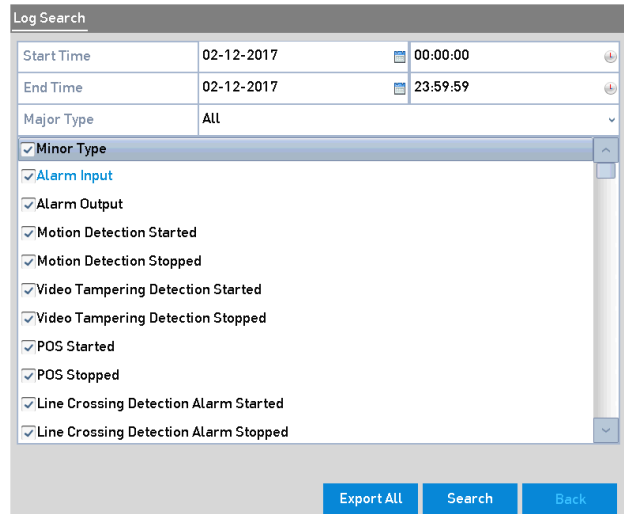 Log Search
Start Time 02-12-2017 00:00:00
End Time 02-12-2017 23:59:59
Major Type All
Minor Type
Alarm Input
Alarm Output
Motion Detection Started
Motion Detection Stopped
Video Tampering Detection Started
Video Tampering Detection Stopped
POS Started
POS Stopped
Line Crossing Detection Alarm Started
Line Crossing Detection Alarm Stopped
Export All Search Back